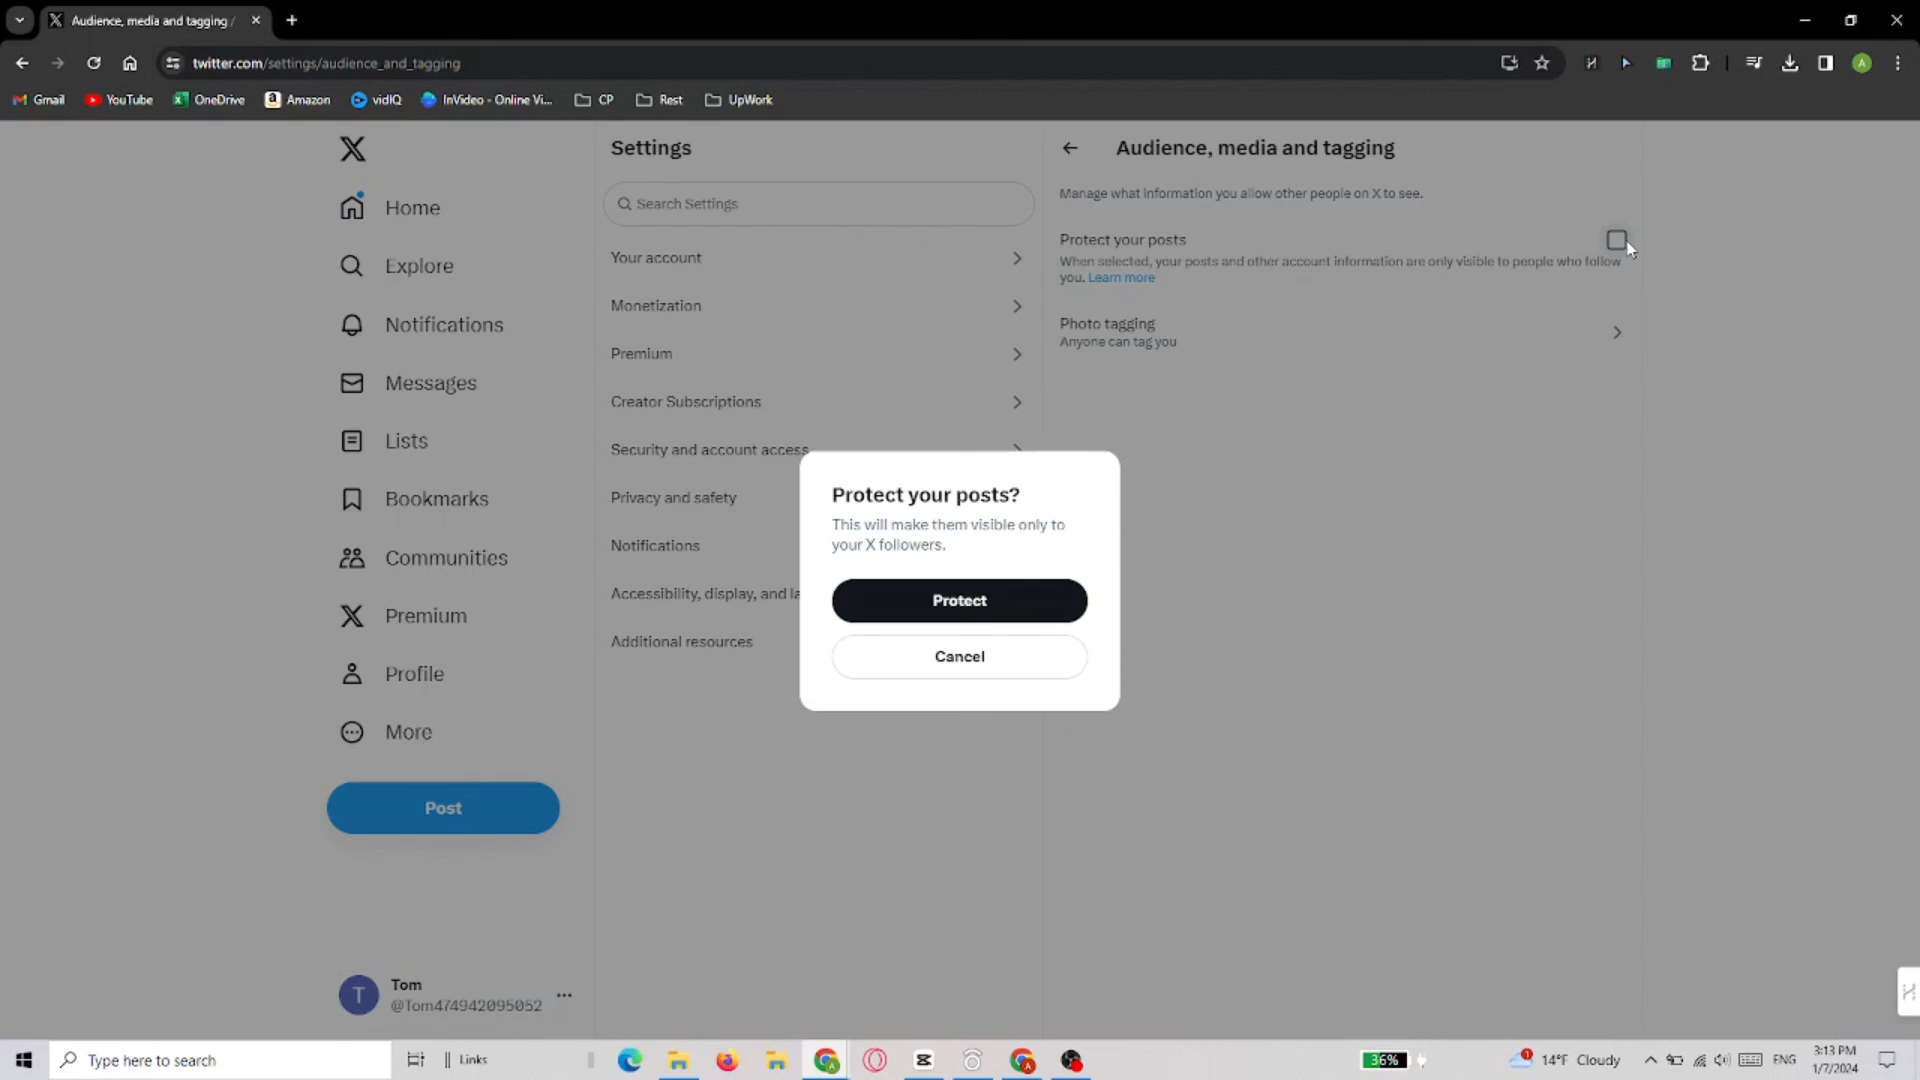 Audience, media and tagging /
twitter.com/settings/audience_and_tagging
A
Gmail
YouTube
OneDrive
Amazon
vidIQ
InVideo - Online Vi...
CP
Rest
UpWork
Home
Explore
Notifications
Messages
Lists
Bookmarks
Communities
Premium
Profile
More
Post
T
Tom
@Tom474942095052
Settings
Search Settings
Your account
Monetization
Premium
Creator Subscriptions
Security and account access
Privacy and safety
Notifications
Accessibility, display, and la
Additional resources
Audience, media and tagging
Manage what information you allow other people on X to see.
Protect your posts
When selected, your posts and other account information are only visible to people who follow
you. Learn more
Photo tagging
Anyone can tag you
Protect your posts?
This will make them visible only to
your X followers.
Protect
Cancel
Type here to search
Links
36%
1
14°F Cloudy
ENG
3:13 PM
1/7/2024